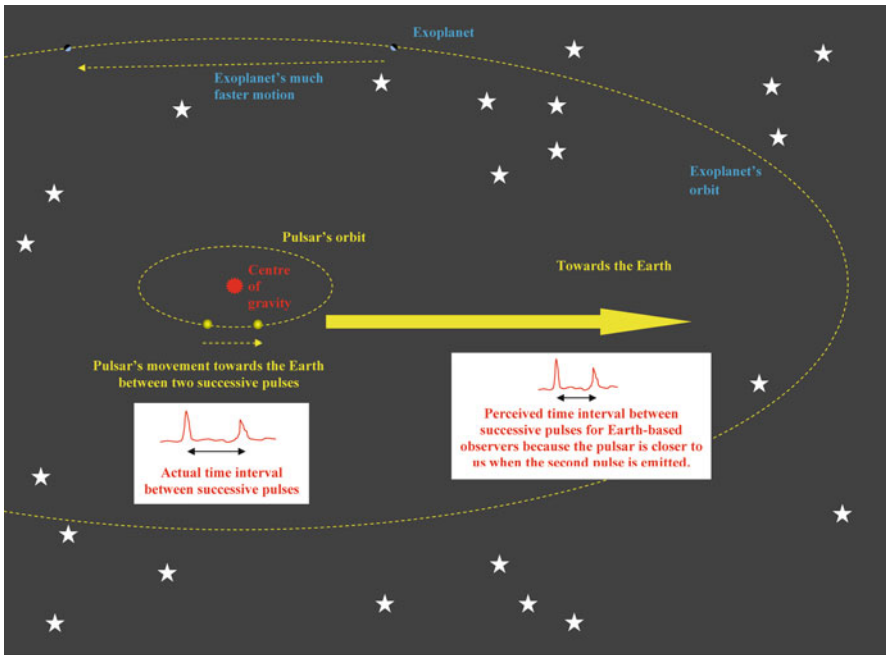 Exoplanet
Exoplanet's much
faster motion
Exoplanet's
orbit
Pulsar's orbit
Centre
of
gravity
Towards the Earth
Pulsar's movement towards the Earth
between two successive pulses
Actual time interval
between successive pulses
Perceived time interval between
successive pulses for Earth-based
observers because the pulsar is closer to
us when the second pulse is emitted.